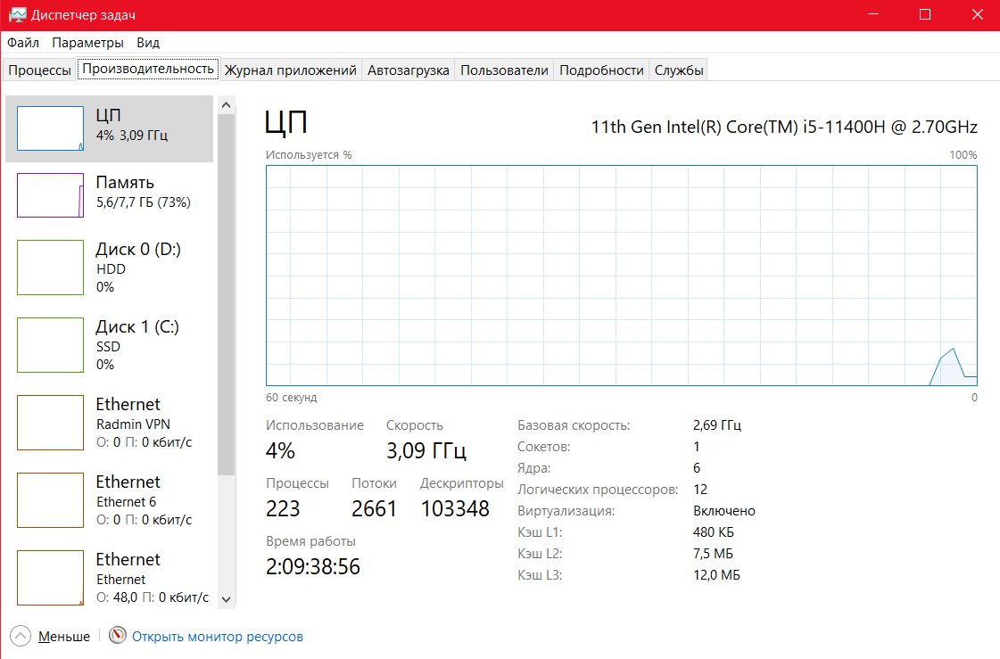 Диспетчер задач
Файл Параметры Вид
Процессы Производительность Журнал приложений Автозагрузка Пользователи Подробности Службы
ЦП
4% 3,09 ГГц
Память
5,6/7,7 ГБ (73%)
Диск 0 (D:)
HDD
0%
Диск 1 (C:)
SSD
0%
Ethernet
Radmin VPN
О: 0 П: 0 кбит/с
Ethernet
Ethernet 6
О: 0 П: 0 кбит/с
Ethernet
Ethernet
О: 48,0 П: 0 кбит/с
ЦП 11th Gen Intel(R) Core(TM) i5-11400H @ 2.70GHz
Используется % 100%
60 секунд 0
Использование Скорость
4% 3,09 ГГц
Процессы Потоки Дескрипторы
223 2661 103348
Время работы
2:09:38:56
Базовая скорость: 2,69 ГГц
Сокетов: 1
Ядра: 6
Логических процессоров: 12
Виртуализация: Включено
Кэш L1: 480 КБ
Кэш L2: 7,5 МБ
Кэш L3: 12,0 МБ
Меньше Открыть монитор ресурсов